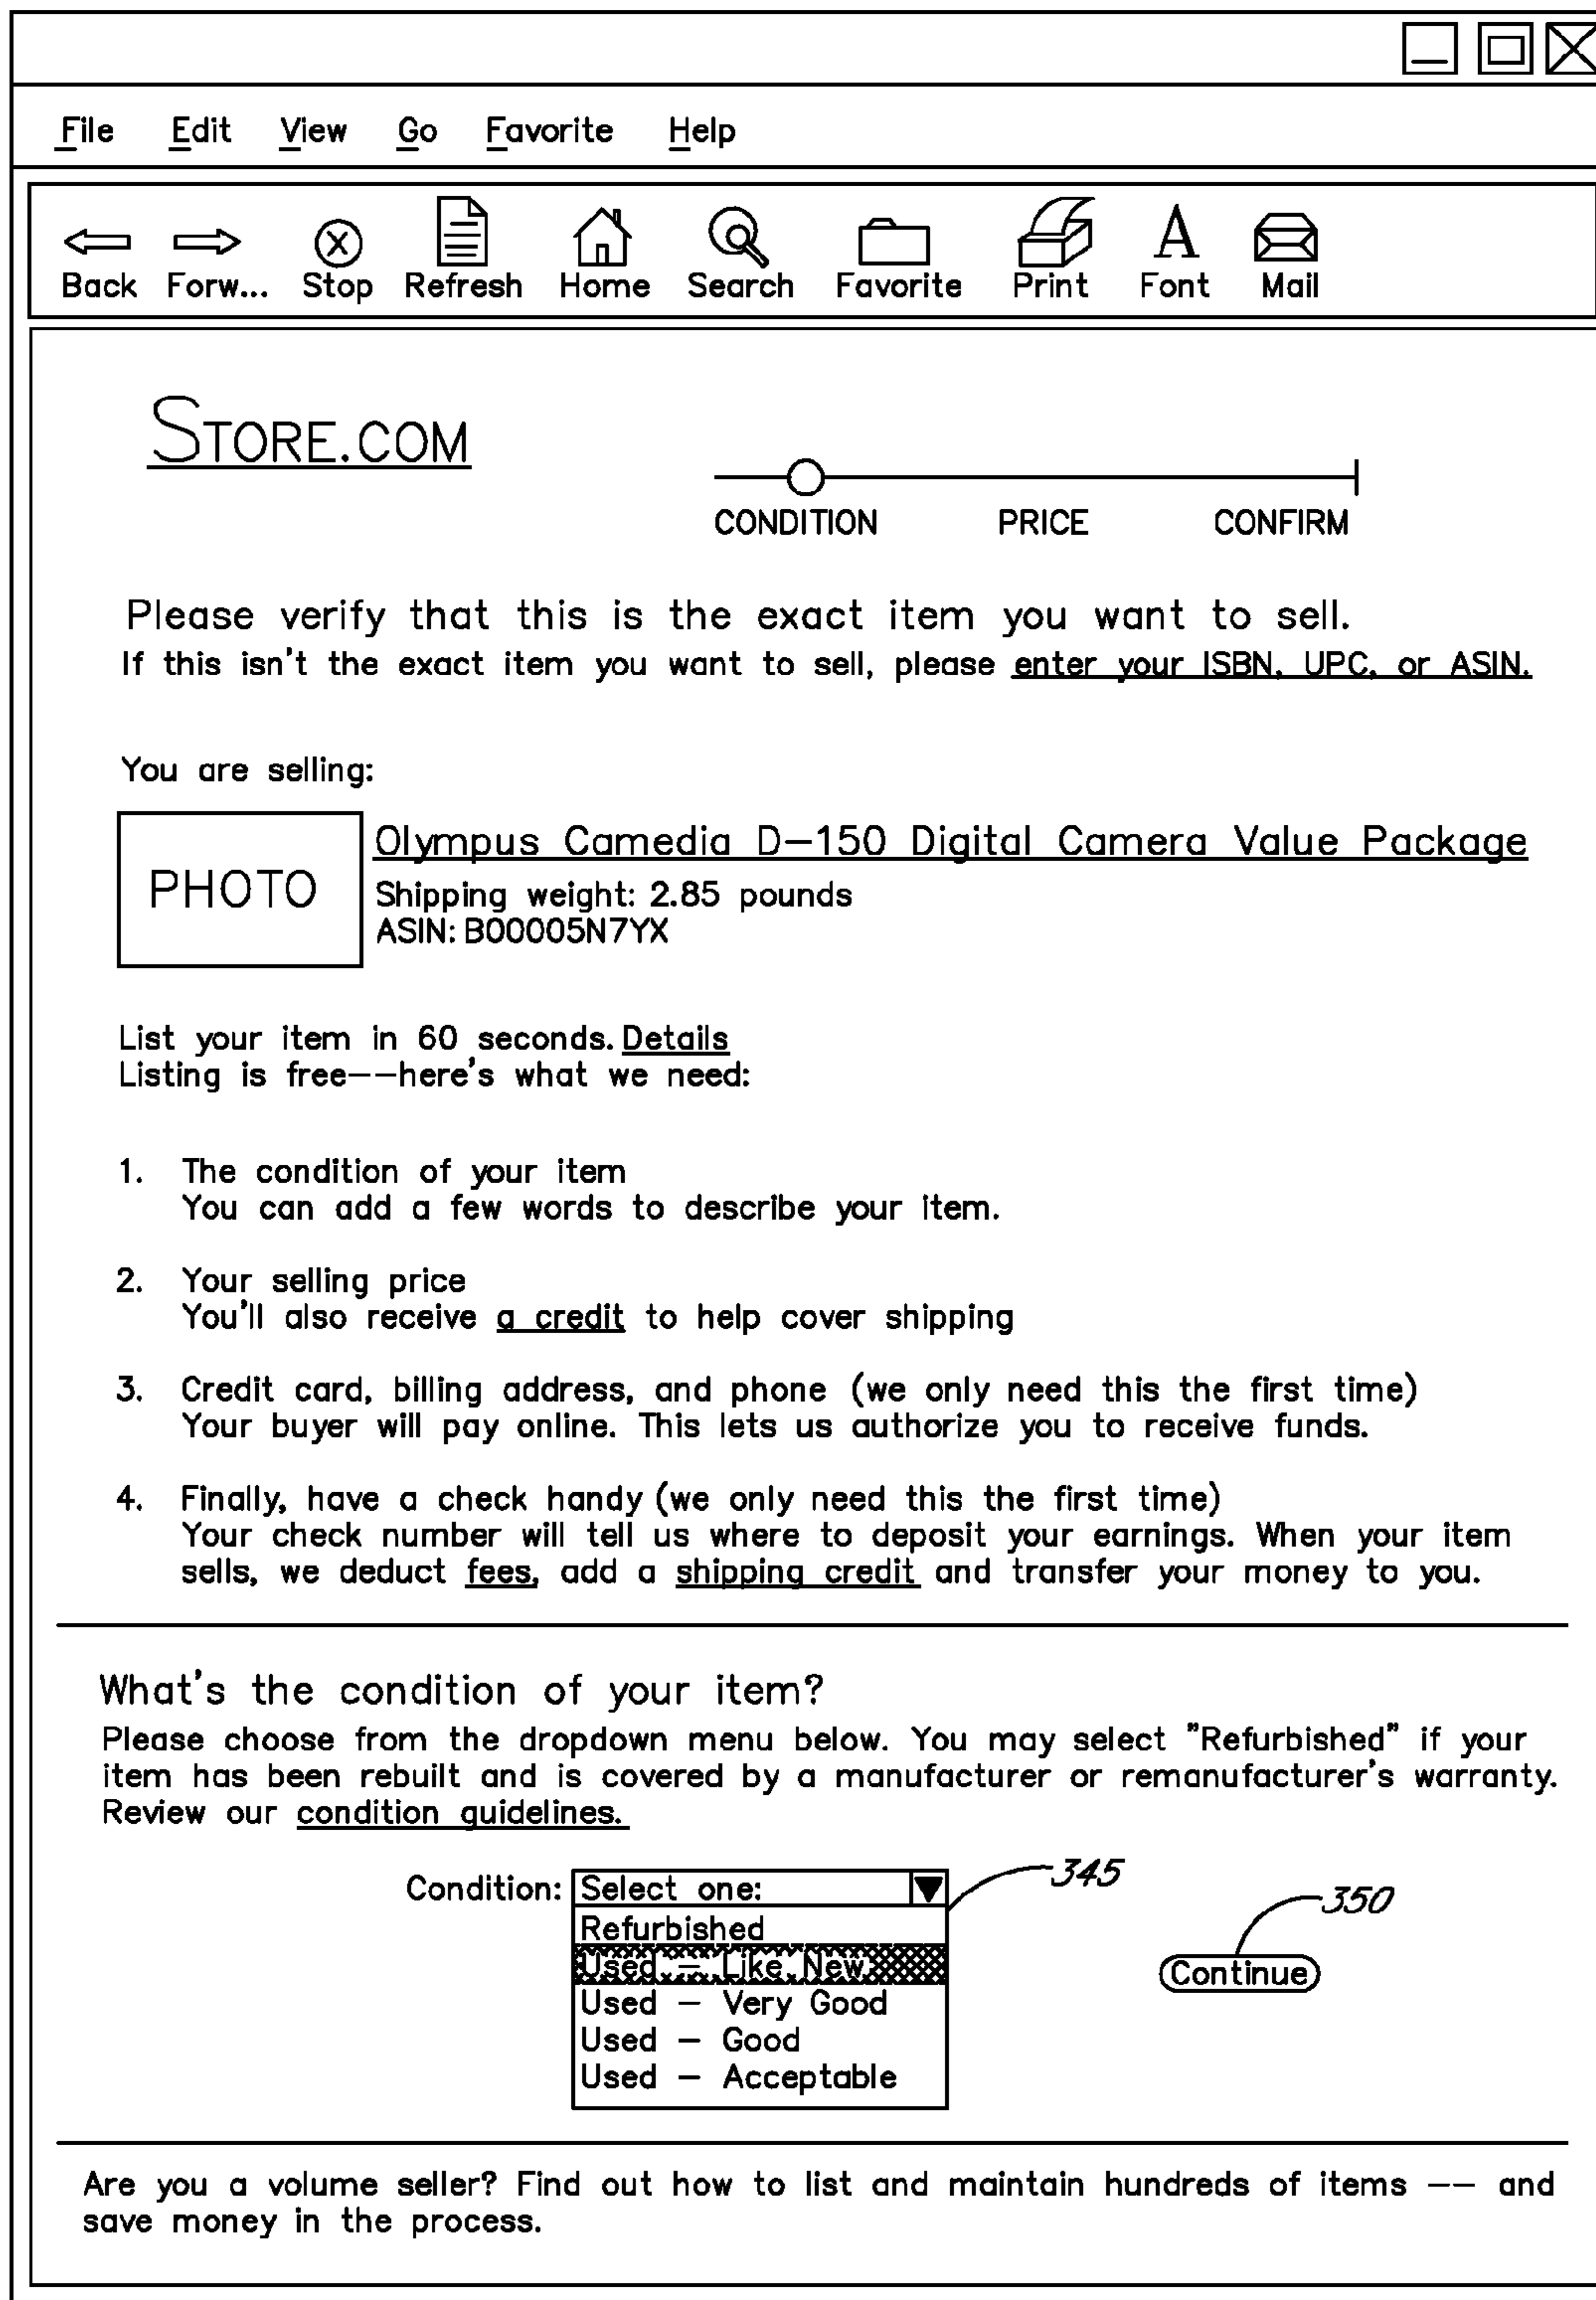 File Edit View Go Favorite Help
Back Forw... Stop Refresh Home Search Favorite Print A Font Mail
STORE.COM
CONDITION PRICE CONFIRM
Please verify that this is the exact item you want to sell.
If this isn't the exact item you want to sell, please enter your ISBN, UPC, or ASIN.
You are selling:
PHOTO
Olympus Camedia D-150 Digital Camera Value Package
Shipping weight: 2.85 pounds
ASIN: B00005N7YX
List your item in 60 seconds. Details
Listing is free--here's what we need:
1. The condition of your item
You can add a few words to describe your item.
2. Your selling price
You'll also receive a credit to help cover shipping
3. Credit card, billing address, and phone (we only need this the first time)
Your buyer will pay online. This lets us authorize you to receive funds.
4. Finally, have a check handy (we only need this the first time)
Your check number will tell us where to deposit your earnings. When your item
sells, we deduct fees, add a shipping credit and transfer your money to you.
What's the condition of your item?
Please choose from the dropdown menu below. You may select "Refurbished" if your
item has been rebuilt and is covered by a manufacturer or remanufacturer's warranty.
Review our condition guidelines.
Condition: Select one:
345
Refurbished
350
Used - Like New
Continue
Used - Very Good
Used - Good
Used - Acceptable
Are you a volume seller? Find out how to list and maintain hundreds of items -- and
save money in the process.